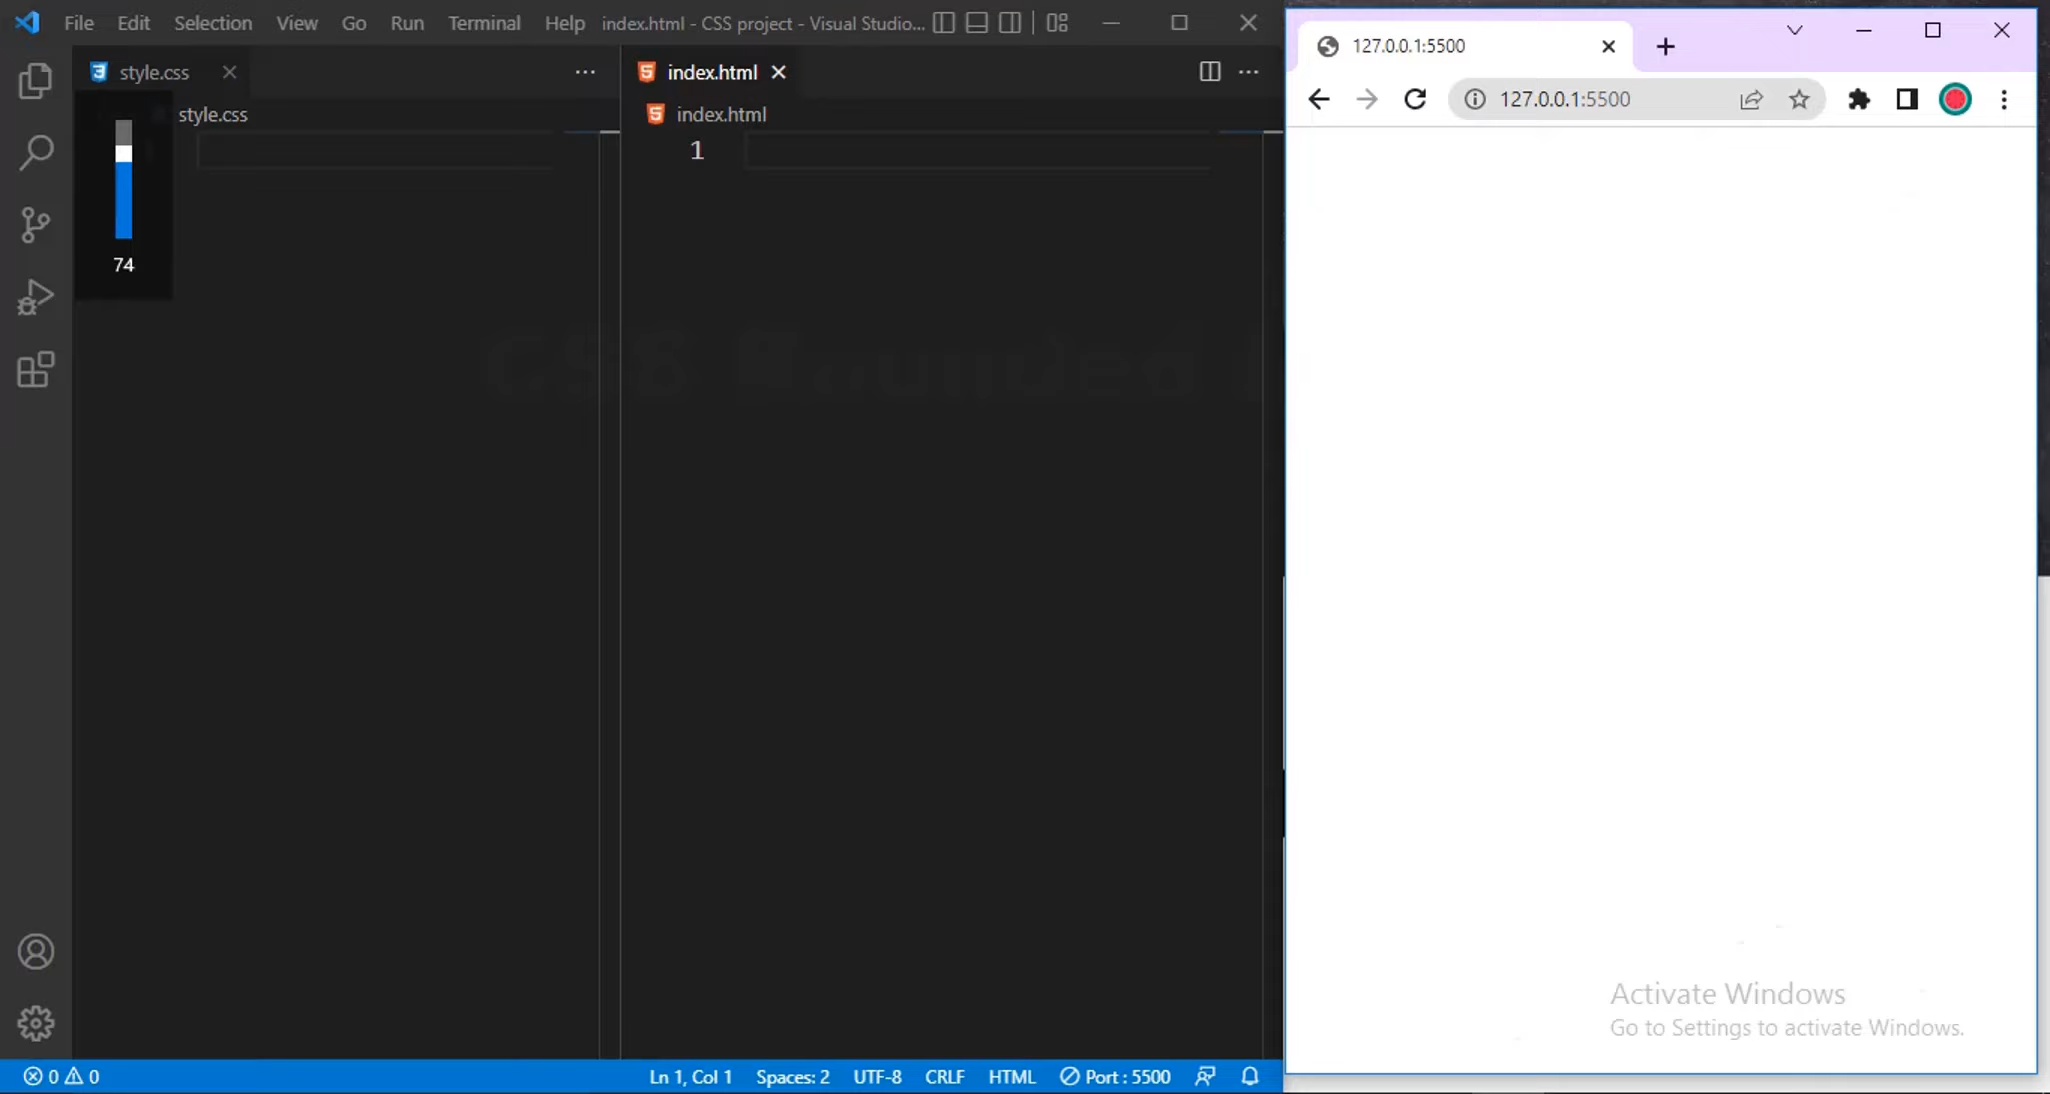 File Edit Selection View Go Run Terminal Help index.html - CSS project - Visual Studio...
style.css
index.html
style.css
index.html
1
74
CSS Rounded
Ln 1, Col 1 Spaces: 2 UTF-8 CRLF HTML Port : 5500
0 0
127.0.0.1:5500
127.0.0.1:5500
Activate Windows
Go to Settings to activate Windows.